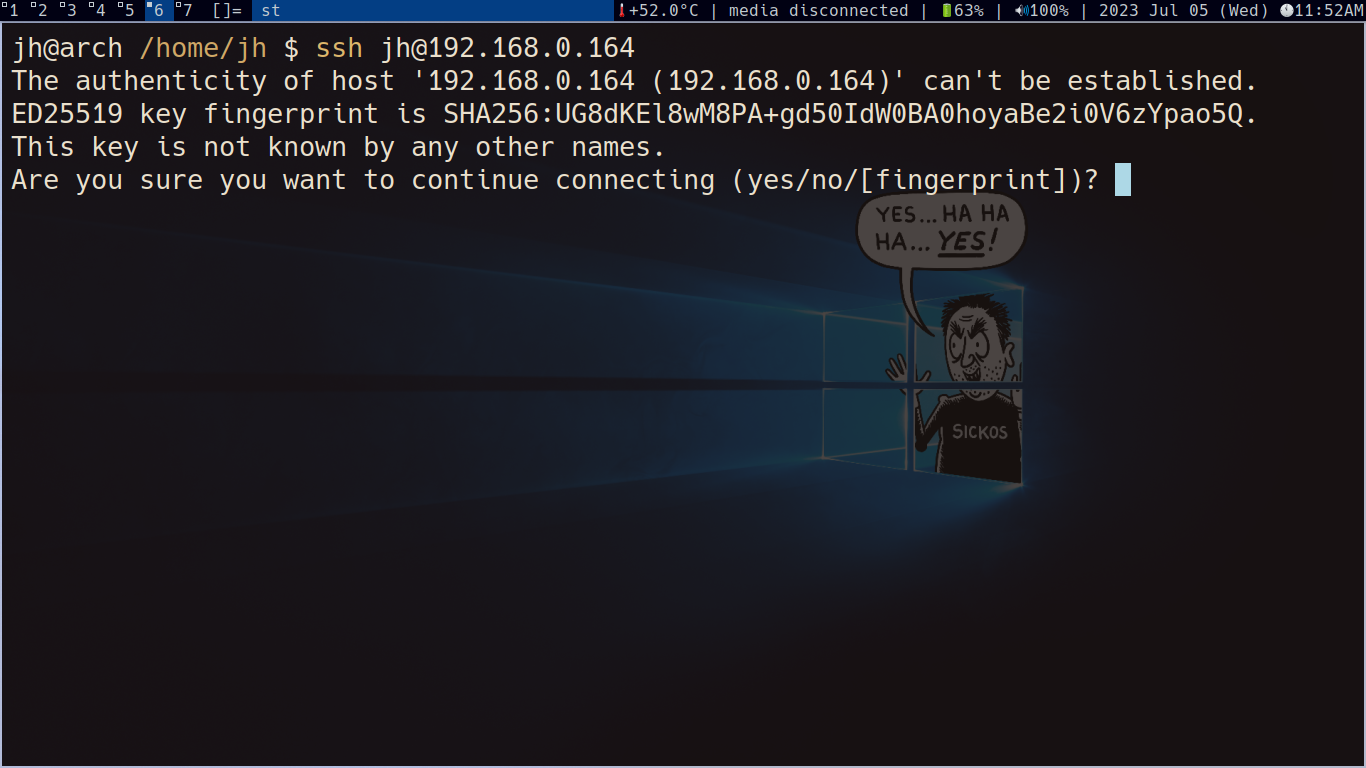 1 2 3 4 5 6 7 []= st +52.0°C | media disconnected | 63% | 100% | 2023 Jul 05 (Wed) 11:52AM
jh@arch /home/jh $ ssh jh@192.168.0.164
The authenticity of host '192.168.0.164 (192.168.0.164)' can't be established.
ED25519 key fingerprint is SHA256:UG8dKEl8wM8PA+gd50IdW0BA0hoyaBe2i0V6zYpao5Q.
This key is not known by any other names.
Are you sure you want to continue connecting (yes/no/[fingerprint])?
YES... HA HA
HA... YES!
SICKOS